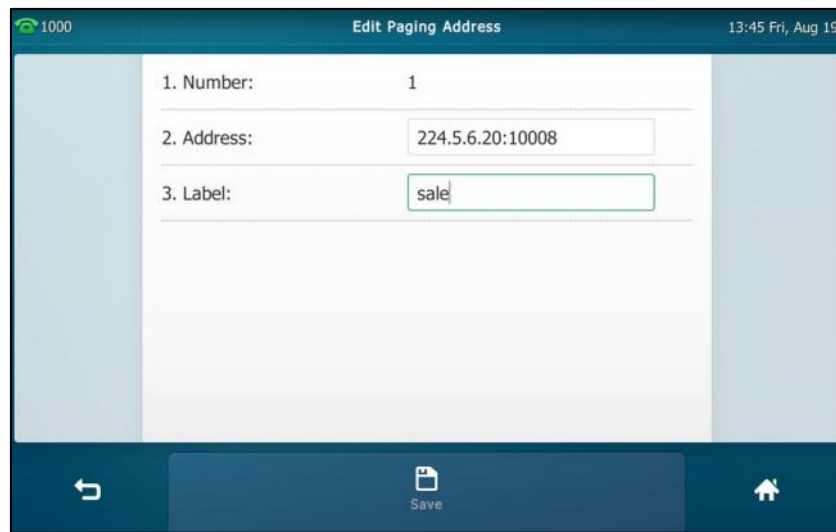 1000 Edit Paging Address 13:45 Fri, Aug 19
1. Number: 1
2. Address: 224.5.6.20:10008
3. Label: sale
Save